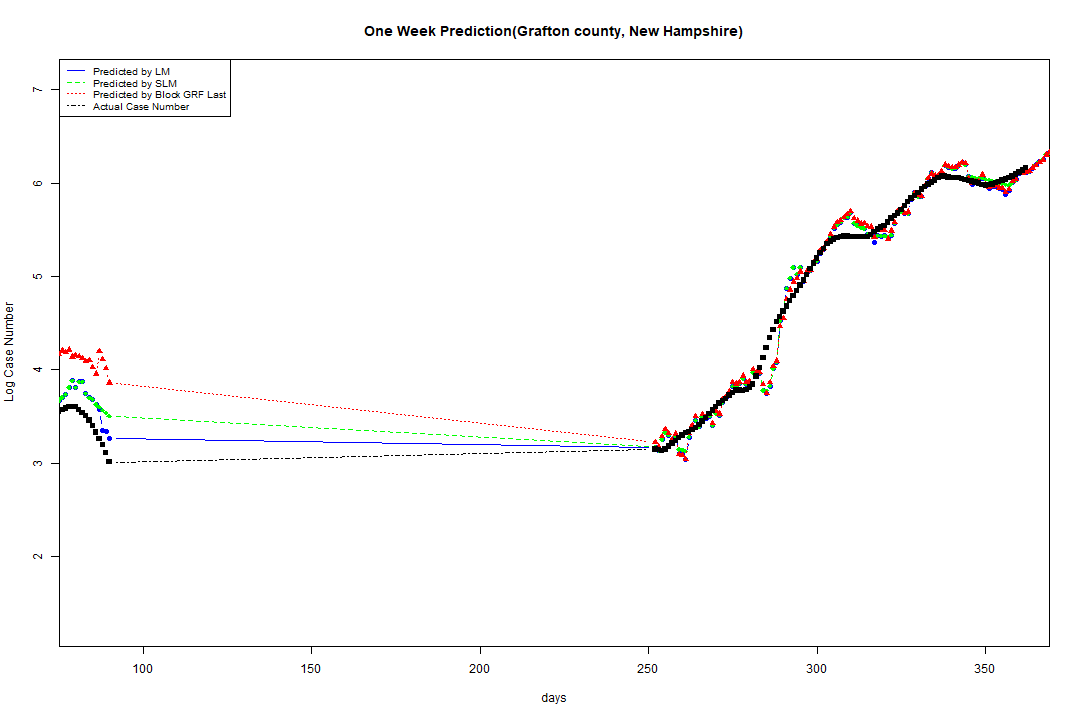 One Week Prediction(Grafton county, New Hampshire)
Predicted by LM
Predicted by SLM
Predicted by Block GRF Last
Actual Case Number
7
6
5
4
3
2
Log Case Number
100
150
200
250
300
350
days